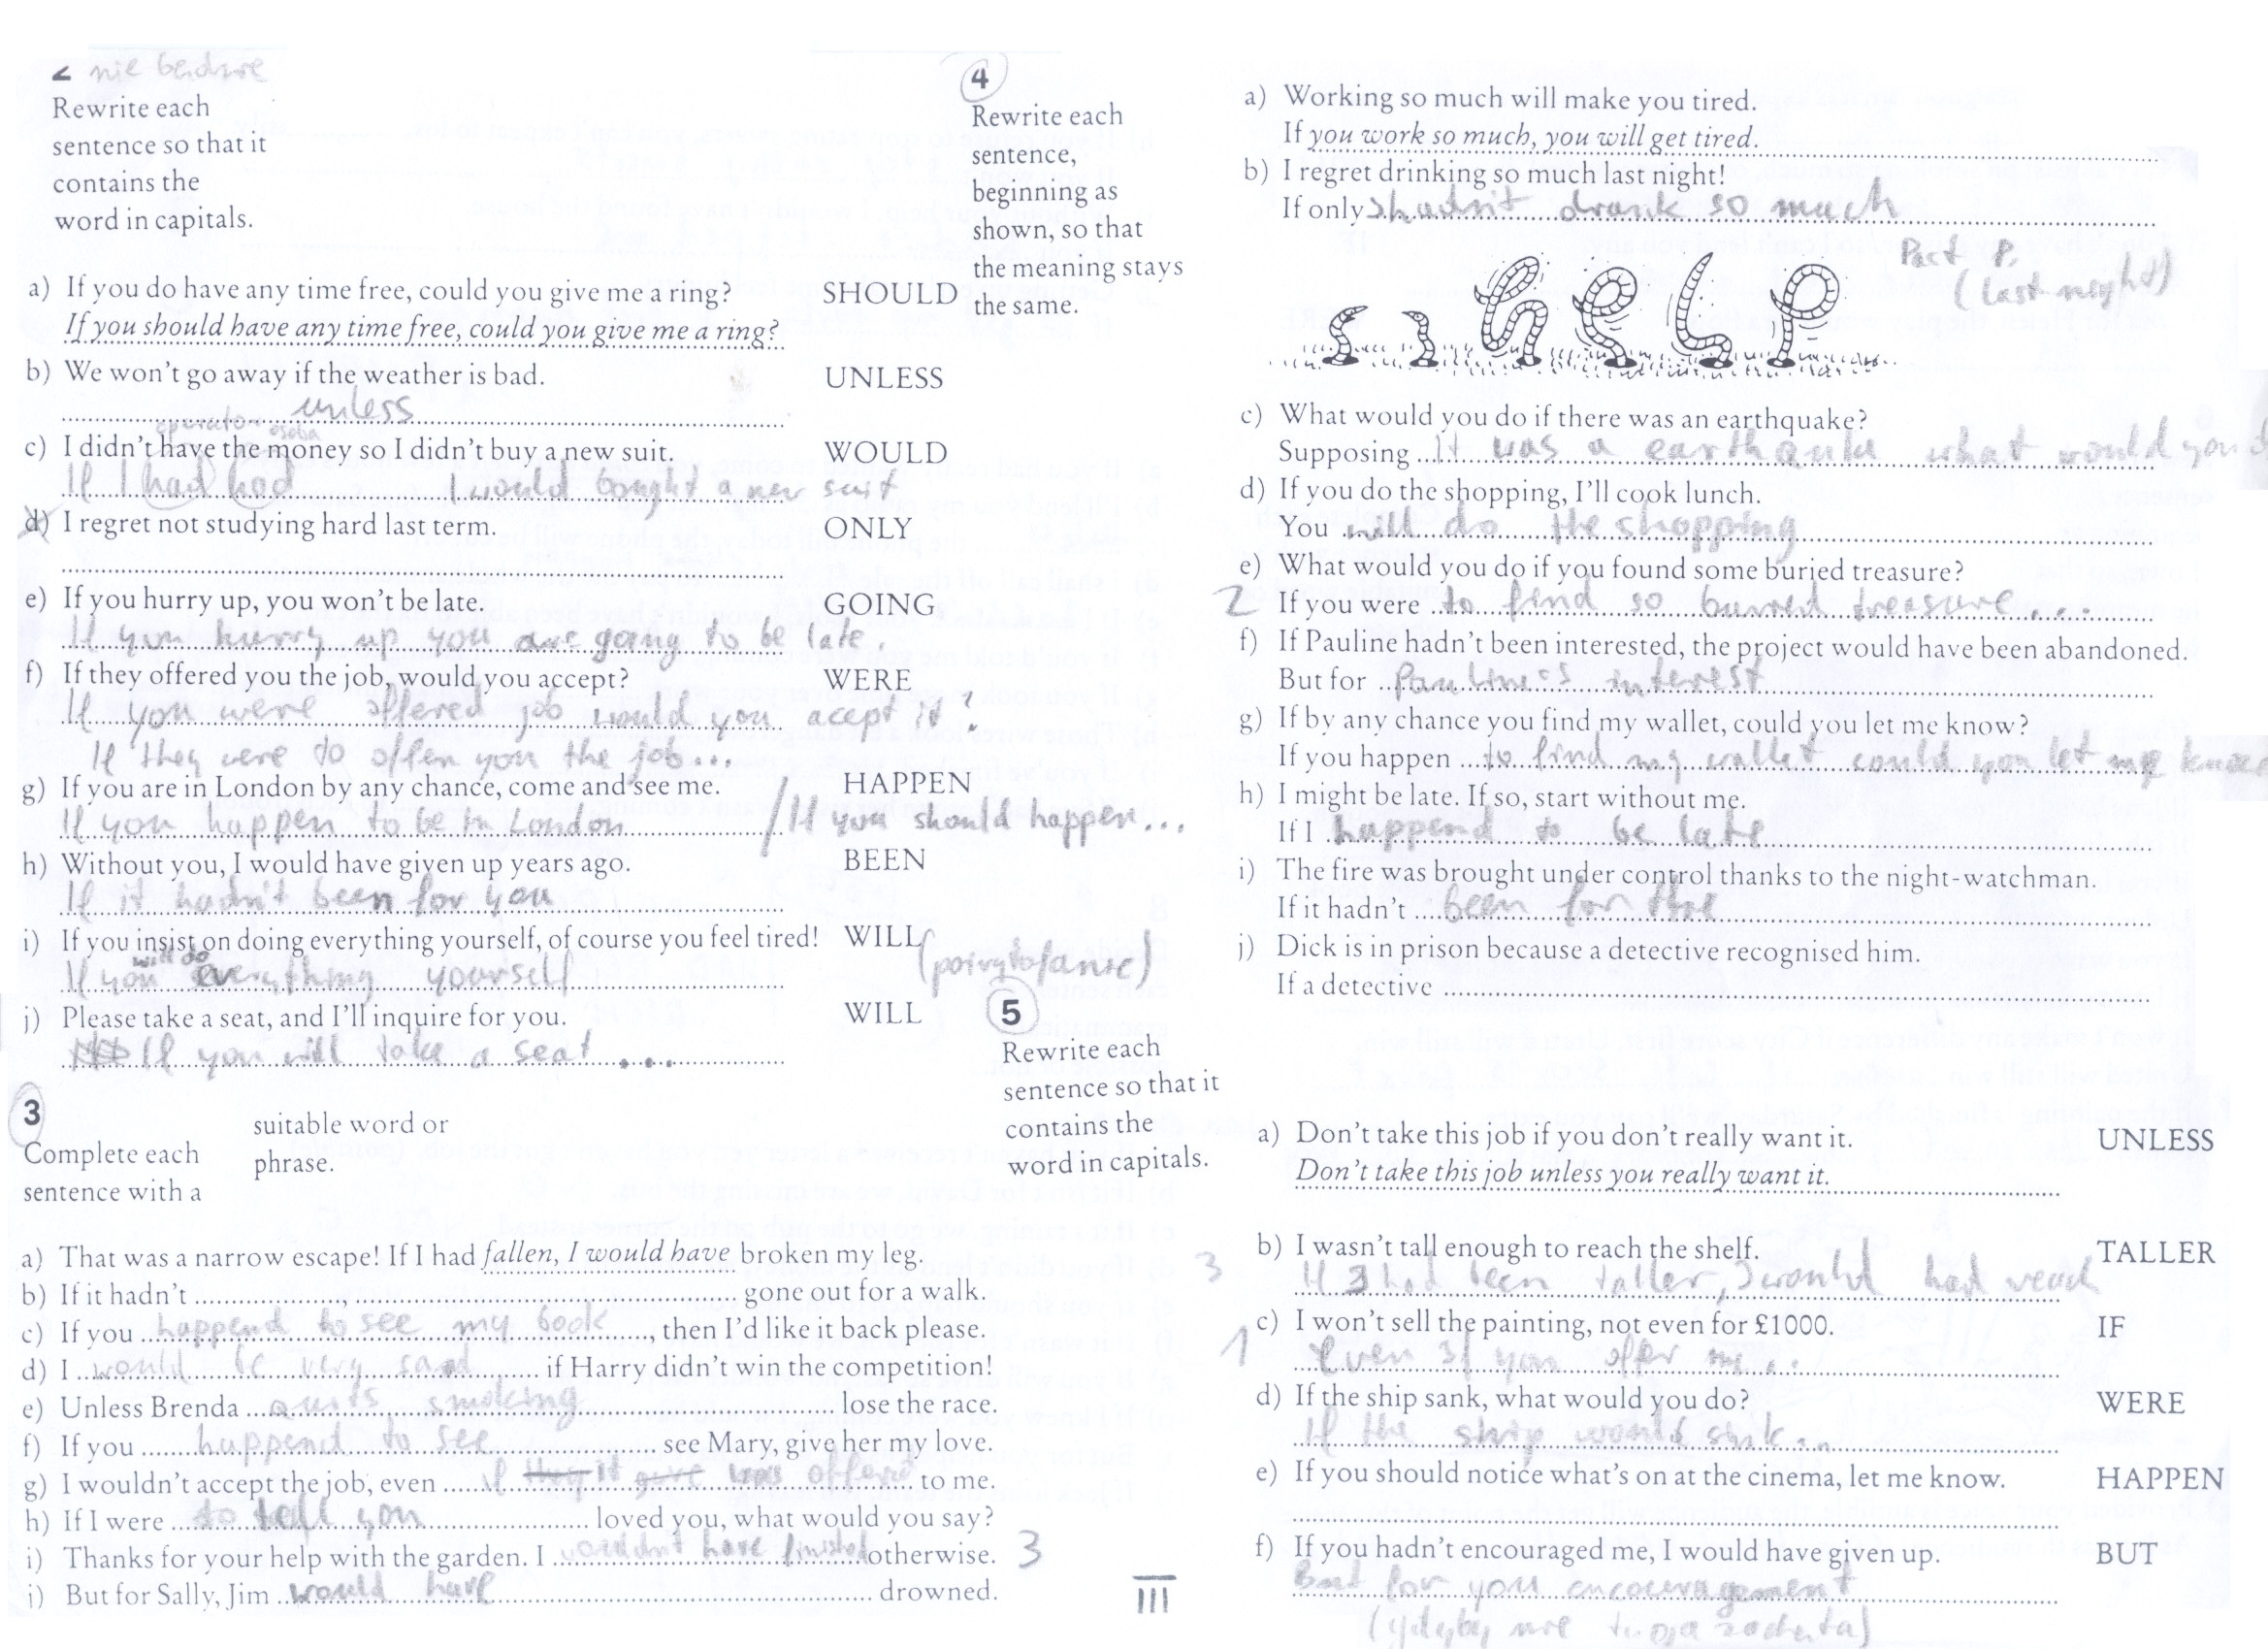 2 nie bedzie
Rewrite each
sentence so that it
contains the
word in capitals.
a) If you do have any time free, could you give me a ring? SHOULD
If you should have any time free, could you give me a ring?
b) We won't go away if the weather is bad. UNLESS
unless
operator osoba
c) I didn't have the money so I didn't buy a new suit. WOULD
If I had had I would bought a new suit
d) I regret not studying hard last term. ONLY
e) If you hurry up, you won't be late. GOING
If you hurry up you are going to be late.
f) If they offered you the job, would you accept? WERE
If you were offered job would you acept it?
If they were to offen you the job...
g) If you are in London by any chance, come and see me. HAPPEN
If you happen to be in London / If you should happen...
h) Without you, I would have given up years ago. BEEN
If it hadn't been for you
i) If you insist on doing everything yourself, of course you feel tired! WILL
will do
If you everything yourself
j) Please take a seat, and I'll inquire for you. WILL
If you will take a seat ...
3
Complete each
sentence with a
suitable word or
phrase.
a) That was a narrow escape! If I had fallen, I would have broken my leg.
b) If it hadn't ............, ............ gone out for a walk.
c) If you happend to see my book, then I'd like it back please.
d) I would be very sand if Harry didn't win the competition!
e) Unless Brenda quits smoking lose the race.
f) If you happend to see see Mary, give her my love.
g) I wouldn't accept the job, even if it was offerd to me.
h) If I were to tell you loved you, what would you say?
i) Thanks for your help with the garden. I wouldn't have finished otherwise. 3
i) But for Sally, Jim would have drowned.
III
4
Rewrite each
sentence,
beginning as
shown, so that
the meaning stays
the same.
a) Working so much will make you tired.
If you work so much, you will get tired.
b) I regret drinking so much last night!
If only hadn't drank so much
Past P.
(last night)
help
c) What would you do if there was an earthquake?
Supposing it was a earthquake what would you
d) If you do the shopping, I'll cook lunch.
You will do the shopping
e) What would you do if you found some buried treasure?
2 If you were to find so burred treasure ...
f) If Pauline hadn't been interested, the project would have been abandoned.
But for Pauline's interest
g) If by any chance you find my wallet, could you let me know?
If you happen to find my wallet could you let me know
h) I might be late. If so, start without me.
If I happend to be late
i) The fire was brought under control thanks to the night-watchman.
If it hadn't been for the
j) Dick is in prison because a detective recognised him.
If a detective
5
Rewrite each
sentence so that it
contains the
word in capitals.
a) Don't take this job if you don't really want it. UNLESS
Don't take this job unless you really want it.
b) I wasn't tall enough to reach the shelf. TALLER
3 If I had been taller, I would had reach
c) I won't sell the painting, not even for £1000. IF
1 Even if you offer me...
d) If the ship sank, what would you do? WERE
If the ship would sink...
e) If you should notice what's on at the cinema, let me know. HAPPEN
f) If you hadn't encouraged me, I would have given up. BUT
But for you encouragement
(gdyby nie twoja zacheta)